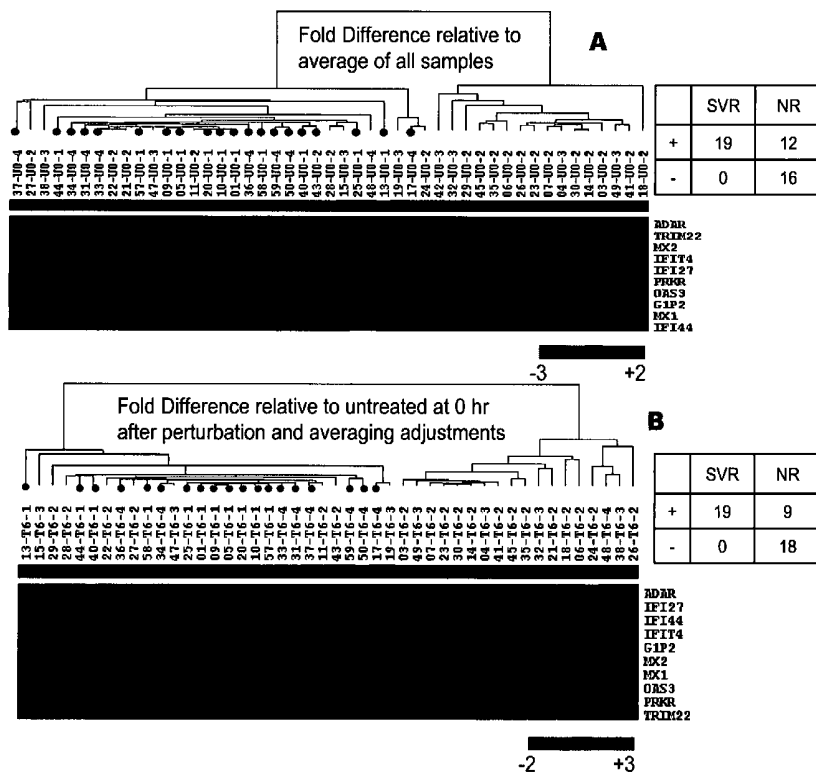 Fold Difference relative to
average of all samples
A
SVR NR
+ 19 12
- 0 16
37-U0-4 27-U0-2 38-U0-3 44-U0-1 34-U0-4 31-U0-4 33-U0-4 22-U0-2 21-U0-2 57-U0-1 47-U0-3 09-U0-1 05-U0-1 11-U0-2 20-U0-1 10-U0-1 01-U0-1 36-U0-4 58-U0-1 59-U0-4 50-U0-4 40-U0-1 43-U0-2 28-U0-2 15-U0-3 25-U0-1 48-U0-4 13-U0-1 19-U0-3 17-U0-4 24-U0-2 42-U0-3 32-U0-3 29-U0-2 45-U0-2 35-U0-2 06-U0-2 26-U0-2 23-U0-2 07-U0-2 04-U0-3 30-U0-2 14-U0-2 03-U0-2 49-U0-3 41-U0-2 18-U0-2
ADAR
TRIM22
MX2
IFIT4
IFI27
PRKR
OAS3
G1P2
MX1
IFI44
-3 +2
Fold Difference relative to untreated at 0 hr
after perturbation and averaging adjustments
B
SVR NR
+ 19 9
- 0 18
13-T6-1 15-T6-3 29-T6-2 28-T6-2 44-T6-1 40-T6-1 22-T6-2 36-T6-4 27-T6-2 58-T6-1 34-T6-4 47-T6-3 25-T6-1 01-T6-1 09-T6-1 05-T6-1 20-T6-1 10-T6-1 57-T6-1 33-T6-4 31-T6-4 37-T6-4 11-T6-2 43-T6-2 59-T6-4 50-T6-4 17-T6-4 19-T6-3 03-T6-2 49-T6-3 07-T6-2 23-T6-2 30-T6-2 14-T6-2 04-T6-3 41-T6-2 45-T6-2 35-T6-2 32-T6-3 21-T6-2 18-T6-2 06-T6-2 24-T6-2 48-T6-4 38-T6-3 26-T6-2
ADAR
IFI27
IFI44
IFIT4
G1P2
MX2
MX1
OAS3
PRKR
TRIM22
-2 +3